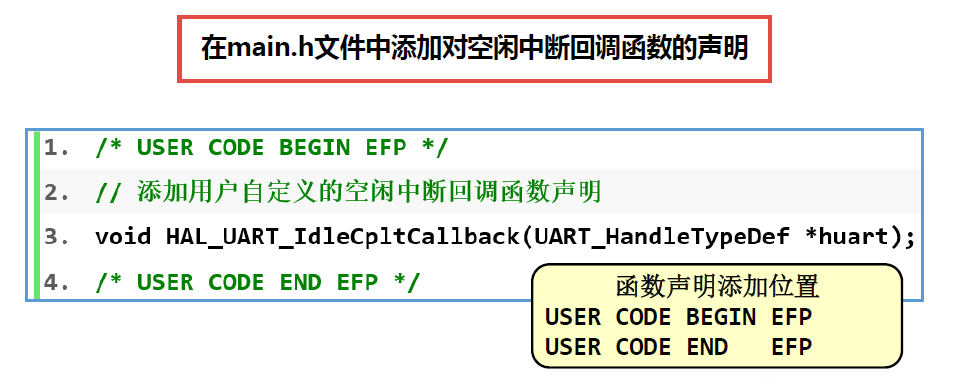 在main.h文件中添加对空闲中断回调函数的声明
1. /* USER CODE BEGIN EFP */
2. // 添加用户自定义的空闲中断回调函数声明
3. void HAL_UART_IdleCpltCallback(UART_HandleTypeDef *huart);
4. /* USER CODE END EFP */
函数声明添加位置
USER CODE BEGIN EFP
USER CODE END   EFP